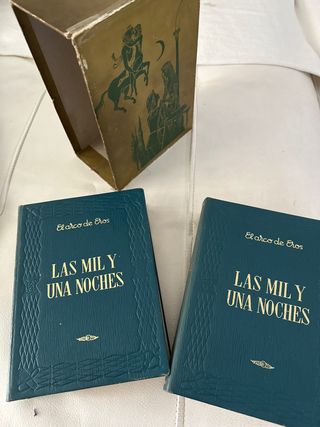 El arco de Eros
LAS MIL Y
UNA NOCHES
El arco de Eros
LAS MIL Y
UNA NOCHES